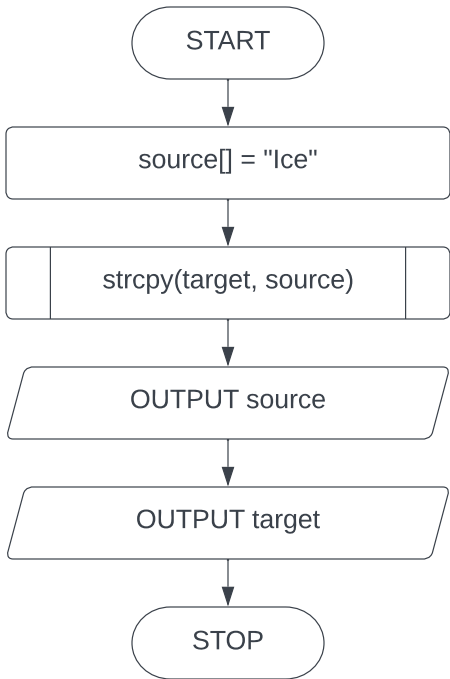 START
source[] = "Ice"
strcpy(target, source)
OUTPUT source
OUTPUT target
STOP